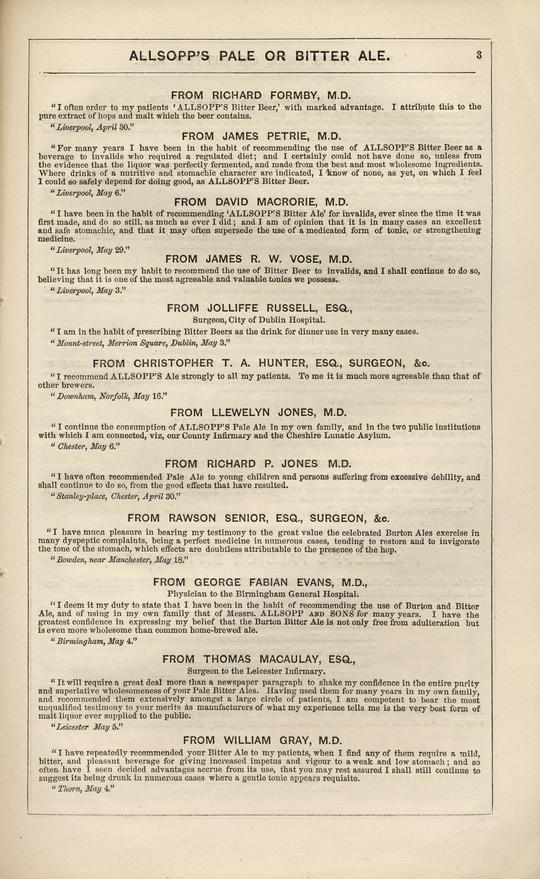 ALLSOPP'S PALE OR BITTER ALE. 3
FROM RICHARD FORMBY, M.D.
"I often order to my patients 'ALLSOPP'S Bitter Beer,' with marked advantage. I attribute this to the
pure extract of hops and malt which the beer contains.
"Liverpool, April 30."
FROM JAMES PETRIE, M.D.
"For many years I have been in the habit of recommending the use of ALLSOPP'S Bitter Beer as a
beverage to invalids who required a regulated diet; and I certainly could not have done so, unless from
the evidence that the liquor was perfectly fermented, and made from the best and most wholesome ingredients.
Where drinks of a nutritive and stomachic character are indicated, I know of none, as yet, on which I feel
I could so safely depend for doing good, as ALLSOPP'S Bitter Beer.
"Liverpool, May 6."
FROM DAVID MACRORIE, M.D.
"I have been in the habit of recommending 'ALLSOPP'S Bitter Ale' for invalids, ever since the time it was
first made, and do so still, as much as ever I did; and I am of opinion that it is in many cases an excellent
and safe stomachic, and that it may often supersede the use of a medicated form of tonic, or strengthening
medicine.
"Liverpool, May 29."
FROM JAMES R. W. VOSE, M.D.
"It has long been my habit to recommend the use of Bitter Beer to invalids, and I shall continue to do so,
believing that it is one of the most agreeable and valuable tonics we possess.
"Liverpool, May 3."
FROM JOLLIFFE RUSSELL, ESQ.,
Surgeon, City of Dublin Hospital.
"I am in the habit of prescribing Bitter Beers as the drink for dinner use in very many cases.
"Mount-street, Merrion Square, Dublin, May 3."
FROM CHRISTOPHER T. A. HUNTER, ESQ., SURGEON, &c.
"I recommend ALLSOPP'S Ale strongly to all my patients. To me it is much more agreeable than that of
other brewers.
"Downham, Norfolk, May 16."
FROM LLEWELYN JONES, M.D.
"I continue the consumption of ALLSOPP'S Pale Ale in my own family, and in the two public institutions
with which I am connected, viz, our County Infirmary and the Cheshire Lunatic Asylum.
"Chester, May 6."
FROM RICHARD P. JONES M.D.
"I have often recommended Pale Ale to young children and persons suffering from excessive debility, and
shall continue to do so, from the good effects that have resulted.
"Stanley-place, Chester, April 30."
FROM RAWSON SENIOR, ESQ., SURGEON, &c.
"I have much pleasure in bearing my testimony to the great value the celebrated Burton Ales exercise in
many dyspeptic complaints, being a perfect medicine in numerous cases, tending to restore and to invigorate
the tone of the stomach, which effects are doubtless attributable to the presence of the hop.
"Bowden, near Manchester, May 18."
FROM GEORGE FABIAN EVANS, M.D.,
Physician to the Birmingham General Hospital.
"I deem it my duty to state that I have been in the habit of recommending the use of Burton and Bitter
Ale, and of using in my own family that of Messrs. ALLSOPP AND SONS for many years. I have the
greatest confidence in expressing my belief that the Burton Bitter Ale is not only free from adulteration but
is even more wholesome than common home-brewed ale.
"Birmingham, May 4."
FROM THOMAS MACAULAY, ESQ.,
Surgeon to the Leicester Infirmary.
"It will require a great deal more than a newspaper paragraph to shake my confidence in the entire purity
and superlative wholesomeness of your Pale Bitter Ales. Having used them for many years in my own family,
and recommended them extensively amongst a large circle of patients, I am competent to bear the most
unqualified testimony to your merits as manufacturers of what my experience tells me is the very best form of
malt liquor ever supplied to the public.
"Leicester May 5."
FROM WILLIAM GRAY, M.D.
"I have repeatedly recommended your Bitter Ale to my patients, when I find any of them require a mild,
bitter, and pleasant beverage for giving increased impetus and vigour to a weak and low stomach; and so
often have I seen decided advantages accrue from its use, that you may rest assured I shall still continue to
suggest its being drunk in numerous cases where a gentle tonic appears requisite.
"Thorn, May 4."